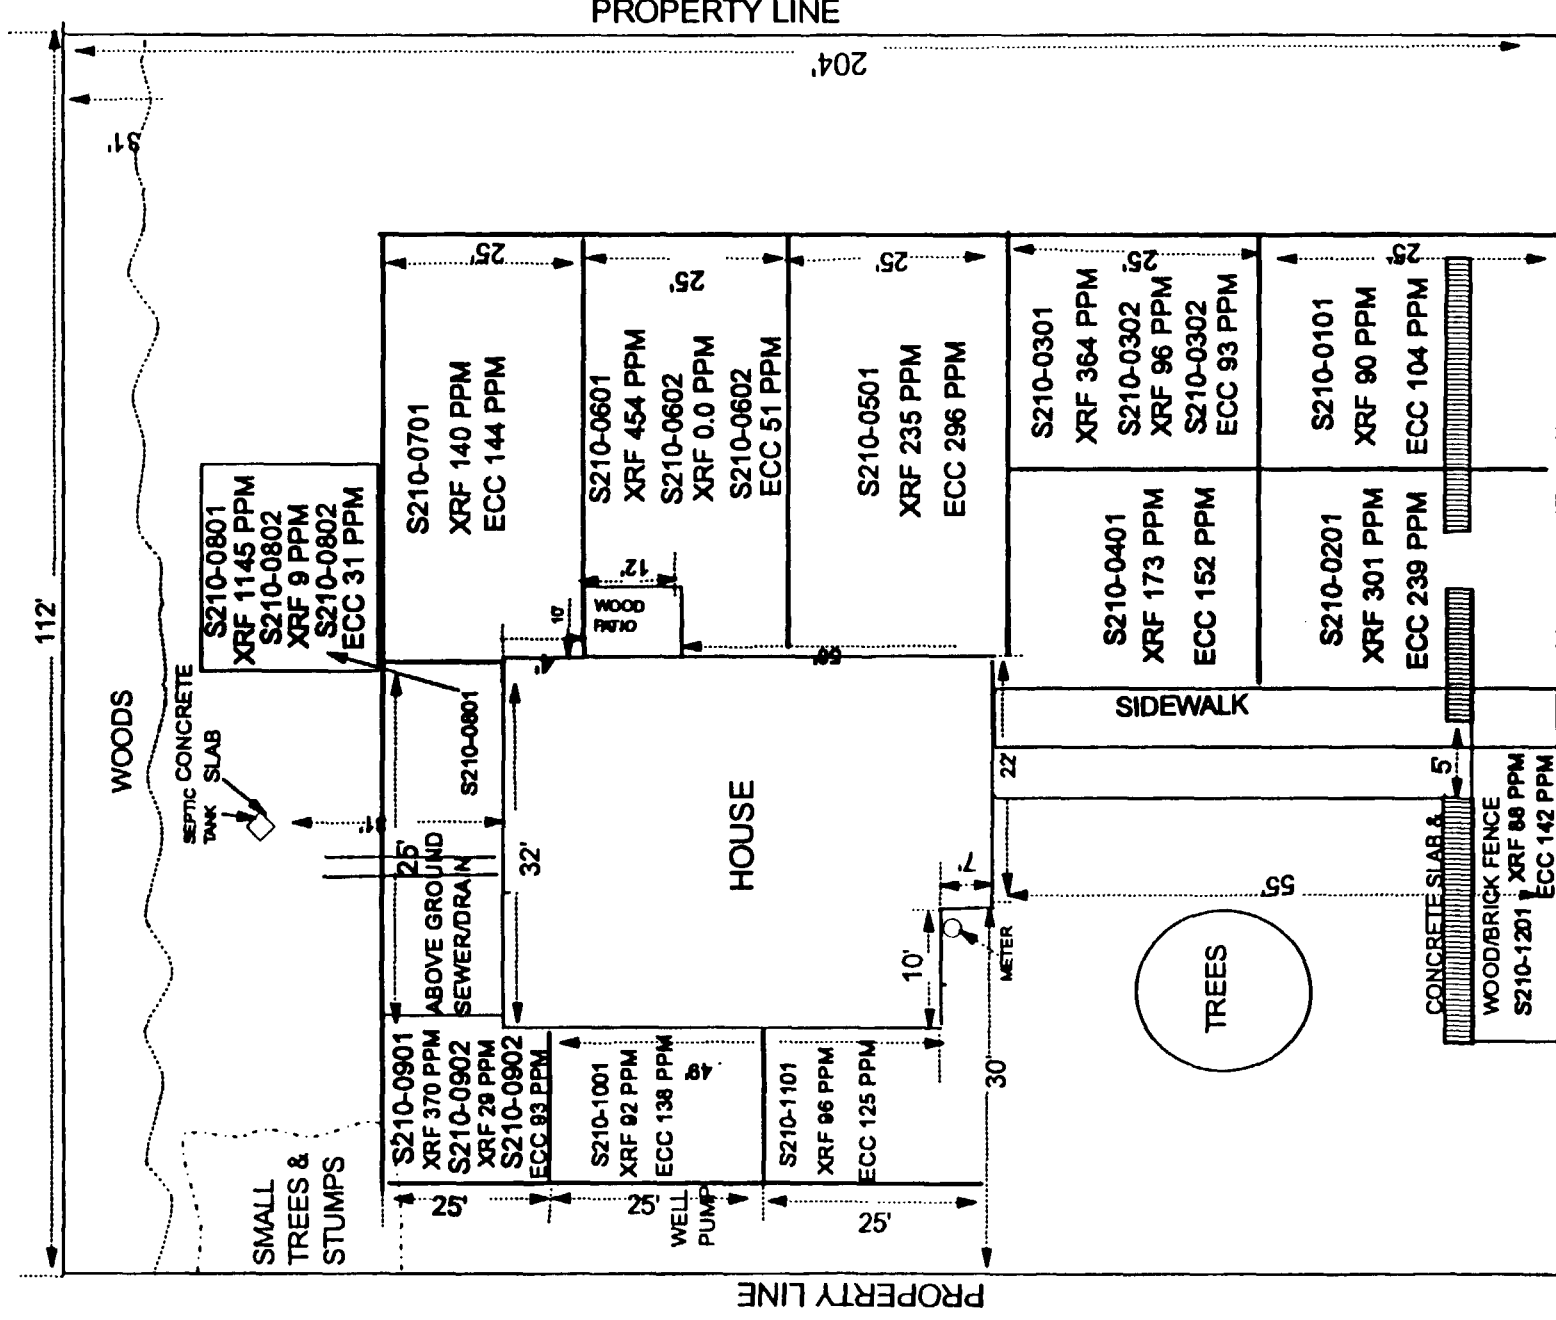 PROPERTY LINE
204'
112'
31'
WOODS
SEPTIC
TANK
CONCRETE
SLAB
S210-0801
XRF 1145 PPM
S210-0802
XRF 9 PPM
S210-0802
ECC 31 PPM
25'
S210-0701
XRF 140 PPM
ECC 144 PPM
25'
S210-0601
XRF 454 PPM
S210-0602
XRF 0.0 PPM
S210-0602
ECC 51 PPM
25'
S210-0501
XRF 235 PPM
ECC 296 PPM
25'
S210-0301
XRF 364 PPM
S210-0302
XRF 96 PPM
S210-0302
ECC 93 PPM
25'
S210-0101
XRF 90 PPM
ECC 104 PPM
S210-0401
XRF 173 PPM
ECC 152 PPM
S210-0201
XRF 301 PPM
ECC 239 PPM
12'
WOOD
PATIO
10'
4'
S210-0801
31'
25'
ABOVE GROUND
SEWER/DRAIN
32'
HOUSE
SIDEWALK
22'
7'
10'
METER
55'
5'
TREES
CONCRETE SLAB &
WOOD/BRICK FENCE
S210-1201 XRF 88 PPM
ECC 142 PPM
S210-0901
XRF 370 PPM
S210-0902
XRF 29 PPM
S210-0902
ECC 93 PPM
S210-1001
XRF 92 PPM
ECC 138 PPM
49'
S210-1101
XRF 96 PPM
ECC 125 PPM
30'
25'
25'
25'
WELL
PUMP
SMALL
TREES &
STUMPS
PROPERTY LINE